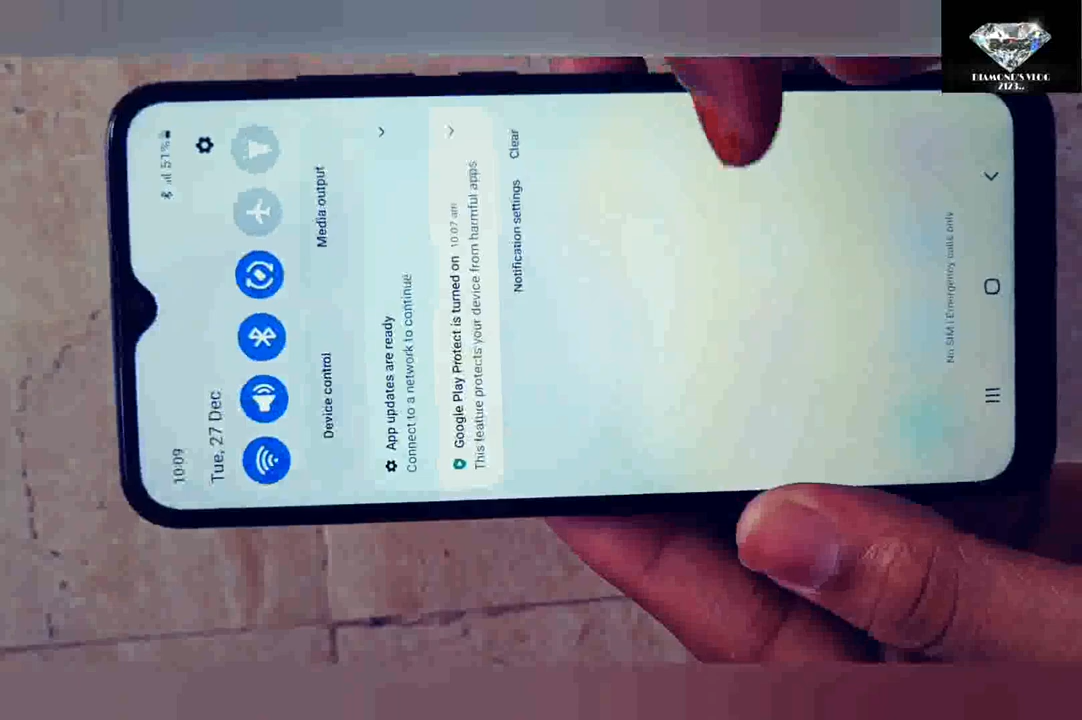 10:09
51%
Tue, 27 Dec
Device control
Media output
App updates are ready
Connect to a network to continue
Google Play Protect is turned on 10:07 am
This feature protects your device from harmful apps
Notification settings
Clear
No SIM | Emergency calls only
DIAMOND'S VLOG
2123..